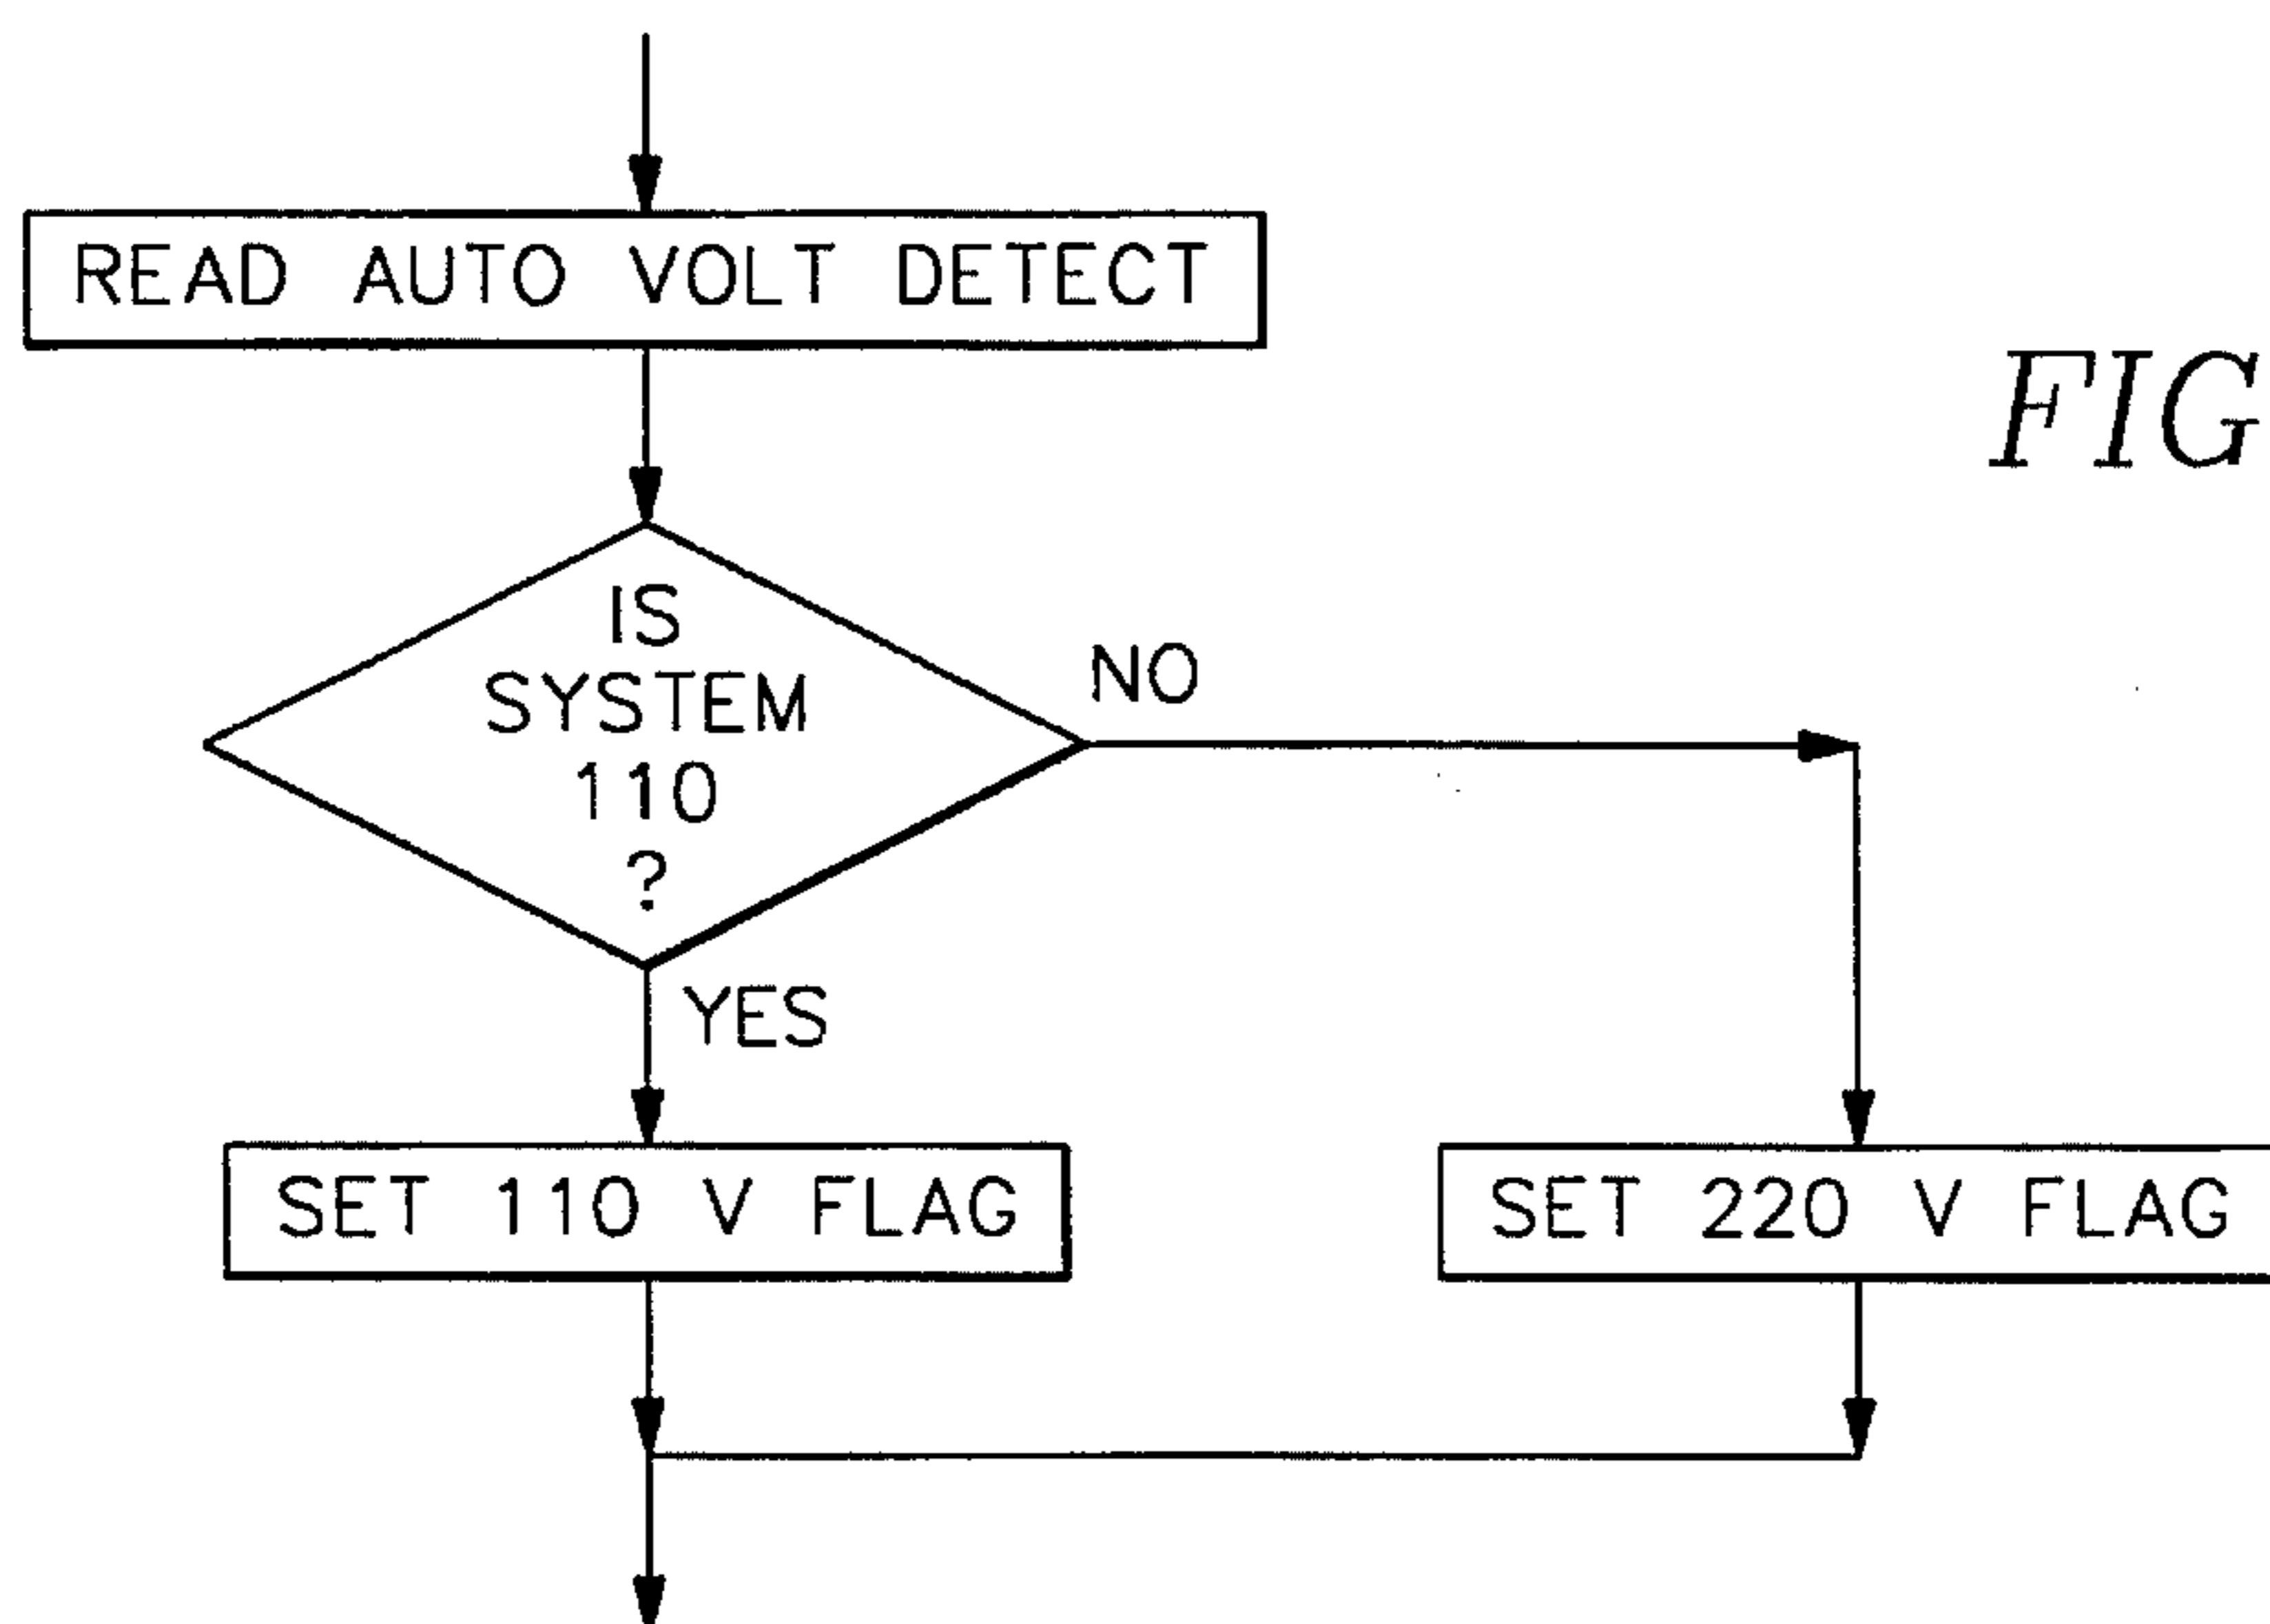 READ AUTO VOLT DETECT
FIG
IS
SYSTEM
110
?
NO
YES
SET 110 V FLAG
SET 220 V FLAG